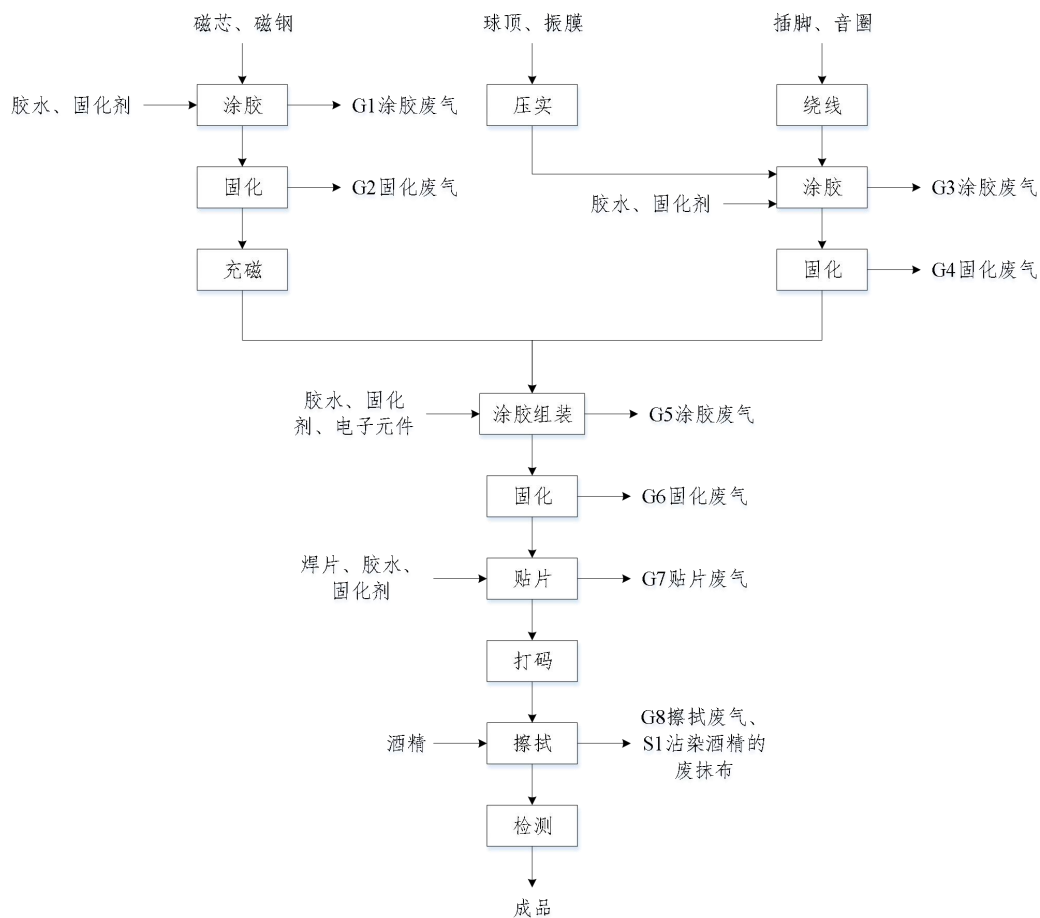 磁芯、磁钢
球顶、振膜
插脚、音圈
胶水、固化剂
涂胶
G1涂胶废气
压实
绕线
固化
G2固化废气
涂胶
G3涂胶废气
胶水、固化剂
充磁
固化
G4固化废气
胶水、固化
剂、电子元件
涂胶组装
G5涂胶废气
固化
G6固化废气
焊片、胶水、
固化剂
贴片
G7贴片废气
打码
酒精
擦拭
G8擦拭废气、
S1沾染酒精的
废抹布
检测
成品